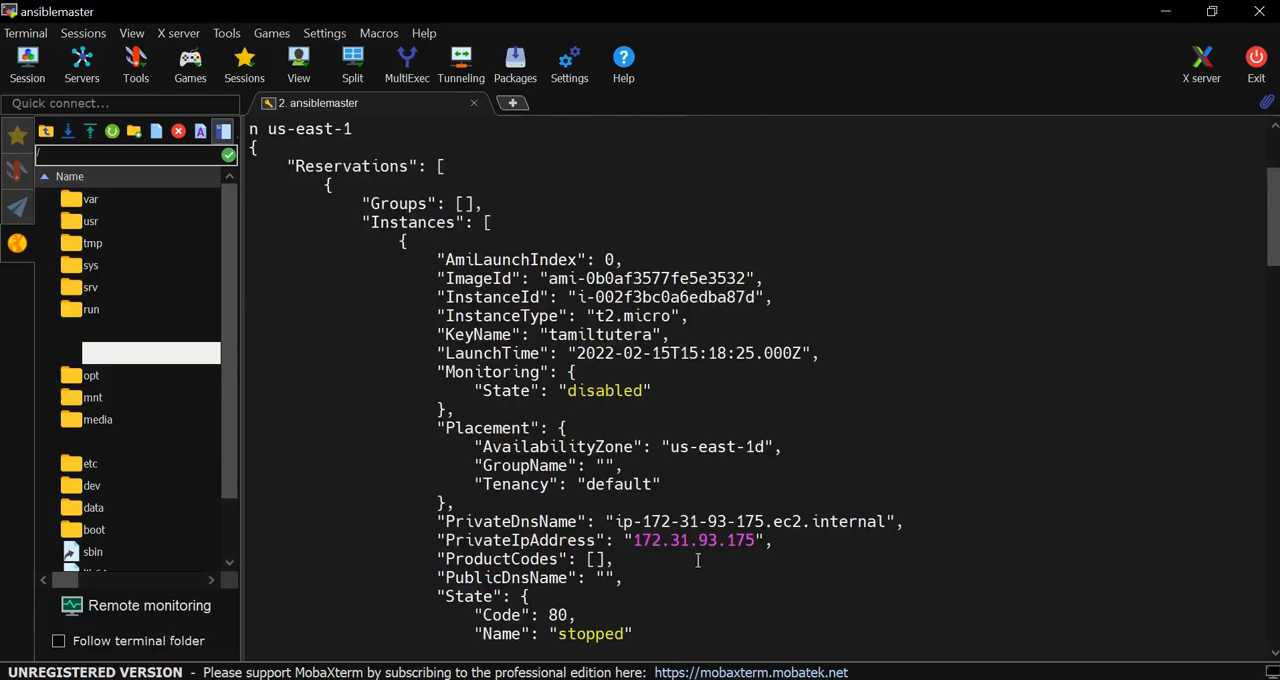 ansiblemaster
Terminal Sessions View X server Tools Games Settings Macros Help
Session Servers Tools Games Sessions View Split MultiExec Tunneling Packages Settings Help X server Exit
Quick connect...
2. ansiblemaster
/
Name
var
usr
tmp
sys
srv
run
opt
mnt
media
etc
dev
data
boot
sbin
Remote monitoring
Follow terminal folder
n us-east-1
{
"Reservations": [
{
"Groups": [],
"Instances": [
{
"AmiLaunchIndex": 0,
"ImageId": "ami-0b0af3577fe5e3532",
"InstanceId": "i-002f3bc0a6edba87d",
"InstanceType": "t2.micro",
"KeyName": "tamiltutera",
"LaunchTime": "2022-02-15T15:18:25.000Z",
"Monitoring": {
"State": "disabled"
},
"Placement": {
"AvailabilityZone": "us-east-1d",
"GroupName": "",
"Tenancy": "default"
},
"PrivateDnsName": "ip-172-31-93-175.ec2.internal",
"PrivateIpAddress": "172.31.93.175",
"ProductCodes": [],
"PublicDnsName": "",
"State": {
"Code": 80,
"Name": "stopped"
UNREGISTERED VERSION - Please support MobaXterm by subscribing to the professional edition here: https://mobaxterm.mobatek.net